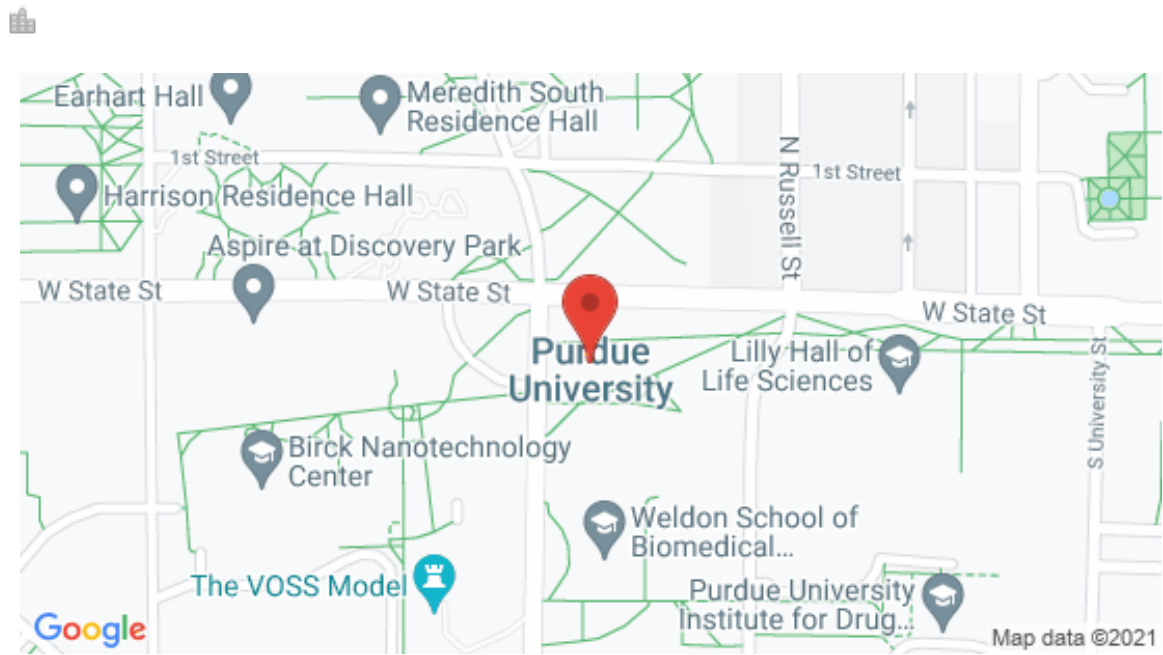 Earhart Hall
Meredith South
Residence Hall
1st Street
N Russell St
1st Street
Harrison Residence Hall
Aspire at Discovery Park
W State St
W State St
W State St
Purdue
University
Lilly Hall of
Life Sciences
S University St
Birck Nanotechnology
Center
Weldon School of
Biomedical...
The VOSS Model
Purdue University
Institute for Drug...
Google
Map data ©2021